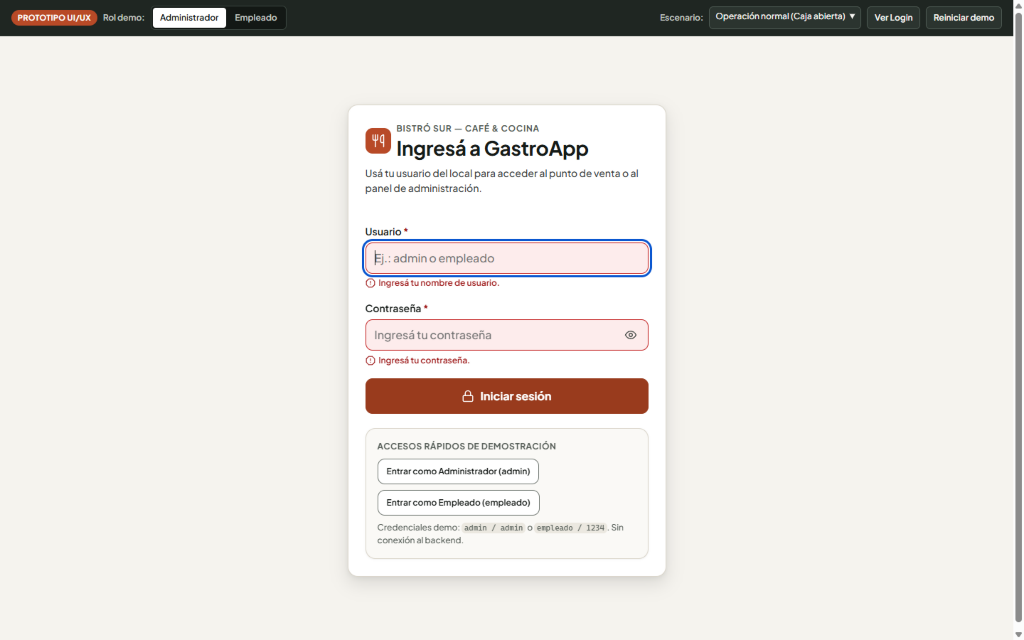 PROTOTIPO UI/UX Rol demo: Administrador Empleado Escenario: Operación normal (Caja abierta) ▼ Ver Login Reiniciar demo
BISTRÓ SUR — CAFÉ & COCINA
Ingresá a GastroApp
Usá tu usuario del local para acceder al punto de venta o al
panel de administración.
Usuario *
Ej.: admin o empleado
Ingresá tu nombre de usuario.
Contraseña *
Ingresá tu contraseña
Ingresá tu contraseña.
Iniciar sesión
ACCESOS RÁPIDOS DE DEMOSTRACIÓN
Entrar como Administrador (admin)
Entrar como Empleado (empleado)
Credenciales demo: admin / admin o empleado / 1234. Sin
conexión al backend.